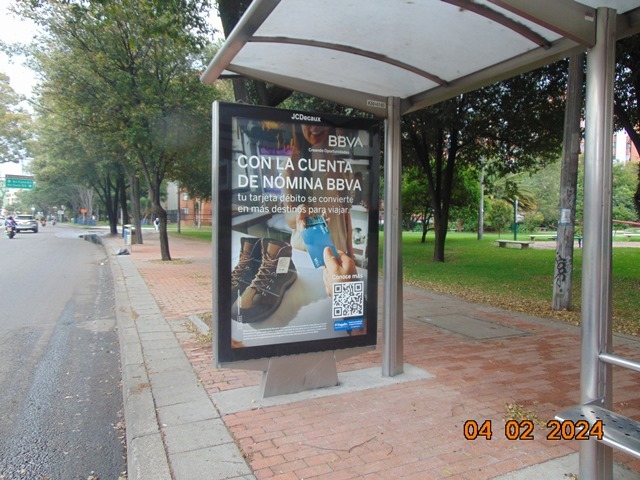 JCDecaux
BBVA
Creando Oportunidades
CON LA CUENTA
DE NÓMINA BBVA
tu tarjeta débito se convierte
en más destinos para viajar.
Conoce más
04 02 2024